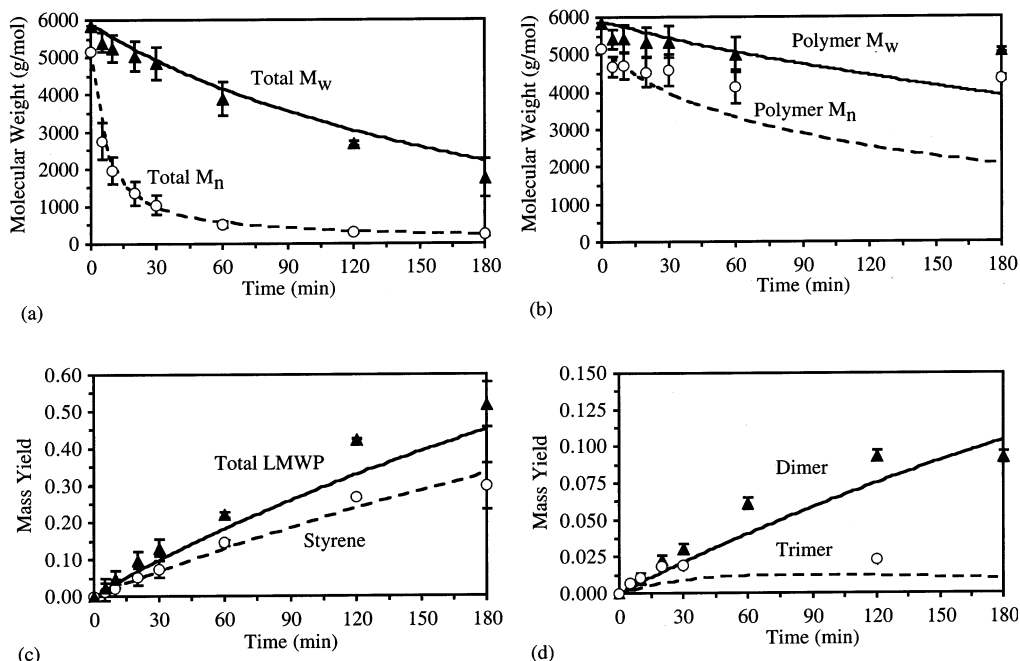 Molecular Weight (g/mol)
6000
5000
4000
3000
2000
1000
0
Total Mw
Total Mn
0 30 60 90 120 150 180
Time (min)
(a)
Molecular Weight (g/mol)
6000
5000
4000
3000
2000
1000
0
Polymer Mw
Polymer Mn
0 30 60 90 120 150 180
Time (min)
(b)
Mass Yield
0.60
0.50
0.40
0.30
0.20
0.10
0.00
Total LMWP
Styrene
0 30 60 90 120 150 180
Time (min)
(c)
Mass Yield
0.150
0.125
0.100
0.075
0.050
0.025
0.000
Dimer
Trimer
0 30 60 90 120 150 180
Time (min)
(d)